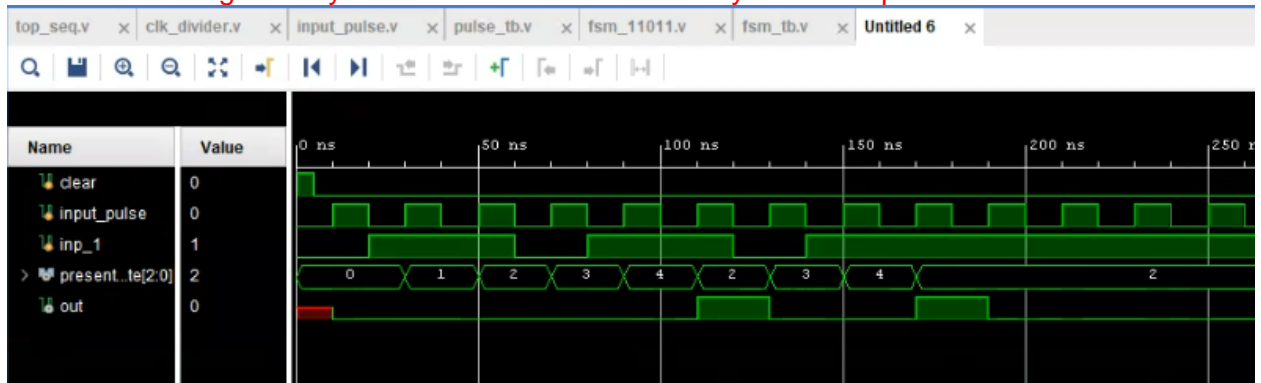 top_seq.v × clk_divider.v × input_pulse.v × pulse_tb.v × fsm_11011.v × fsm_tb.v × Untitled 6 ×
Name Value 0 ns 50 ns 100 ns 150 ns 200 ns 250
clear 0
input_pulse 0
inp_1 1
> present...te[2:0] 2 0 1 2 3 4 2 3 4 2
out 0